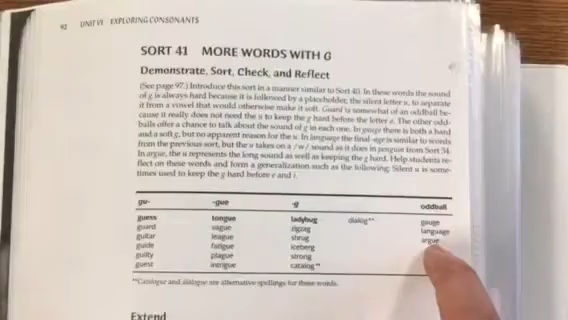 92 UNIT VI EXPLORING CONSONANTS
SORT 41 MORE WORDS WITH G
Demonstrate, Sort, Check, and Reflect
(See page 97.) Introduce this sort in a manner similar to Sort 40. In these words the sound
of g is always hard because it is followed by a placeholder, the silent letter u, to separate
it from a vowel that would otherwise make it soft. Guard is somewhat of an oddball be-
cause it really does not need the u to keep the g hard before the letter a. The other odd-
balls offer a chance to talk about the sound of g in each one. In gauge there is both a hard
and a soft g, but no apparent reason for the u. In language the final -age is similar to words
from the previous sort, but the u takes on a /w/ sound as it does in penguin from Sort 34.
In argue, the u represents the long sound as well as keeping the g hard. Help students re-
flect on these words and form a generalization such as the following: Silent u is some-
times used to keep the g hard before e and i.
gu- -gue -g oddball
guess tongue ladybug dialog** gauge
guard vague zigzag language
guitar league shrug argue
guide fatigue iceberg
guilty plague strong
guest intrigue catalog**
**Catalogue and dialogue are alternative spellings for these words.
Extend